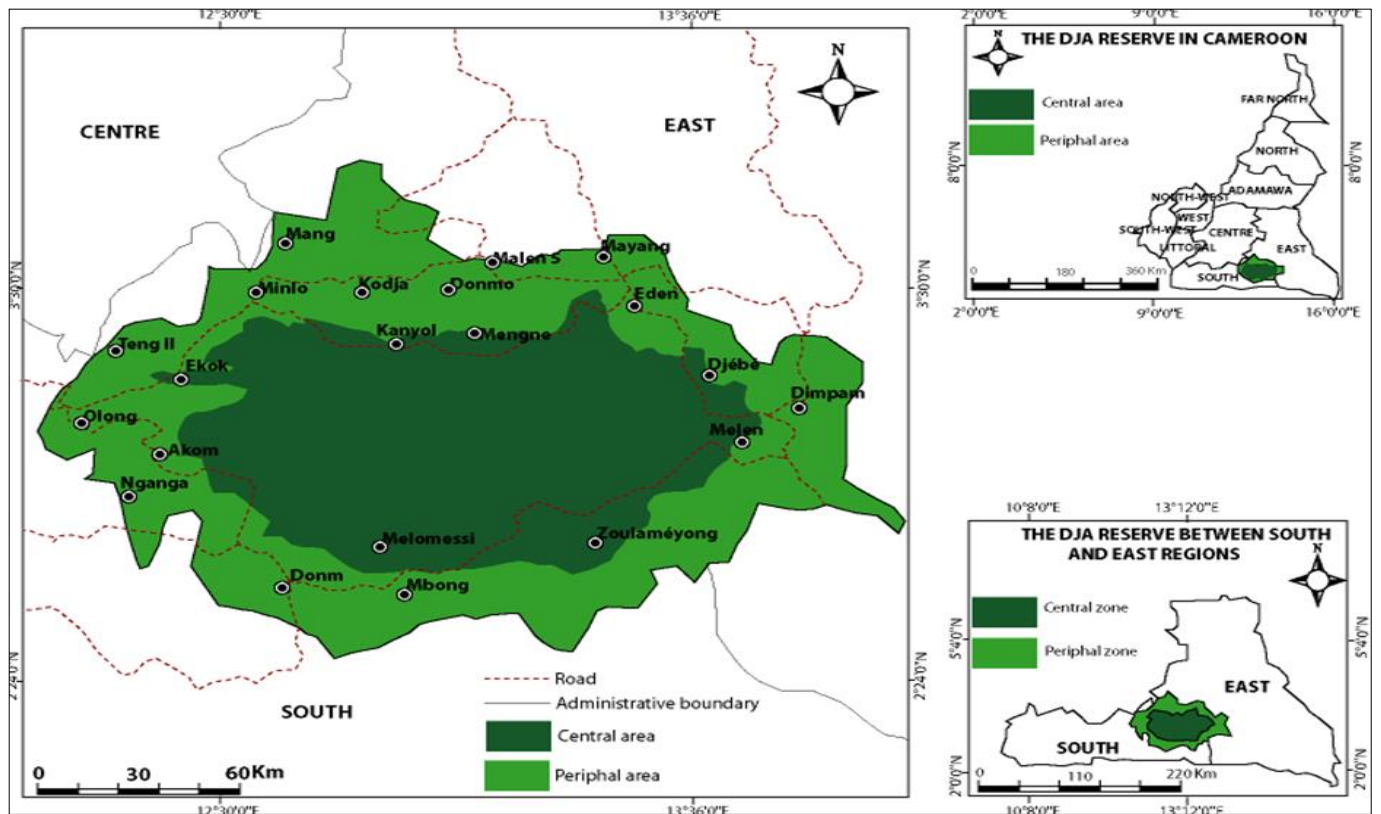 12°30'0"E
13°36'0"E
N
CENTRE
EAST
Mang
Malen S
Mayang
3°30'0"N
3°30'0"N
Minlo
Kodja
Donmo
Eden
Kanyol
Mengne
Teng II
Ekok
Djébé
Dimpam
Olong
Melen
Akom
Nganga
Melomessi
Zoulaméyong
Donm
Mbong
2°24'0"N
2°24'0"N
SOUTH
Road
Administrative boundary
Central area
Periphal area
0 30 60Km
12°30'0"E
13°36'0"E
2°0'0"E
9°0'0"E
16°0'0"E
THE DJA RESERVE IN CAMEROON
N
Central area
Periphal area
FAR NORTH
NORTH
8°0'0"N
8°0'0"N
ADAMAWA
NORTH-WEST
WEST
SOUTH-WEST
CENTRE
LITTORAL
EAST
SOUTH
0 180 360 Km
2°0'0"E
9°0'0"E
16°0'0"E
10°8'0"E
13°12'0"E
THE DJA RESERVE BETWEEN SOUTH
AND EAST REGIONS
N
Central zone
Periphal zone
5°4'0"N
5°4'0"N
EAST
SOUTH
2°0'0"N
2°0'0"N
0 110 220 Km
10°8'0"E
13°12'0"E